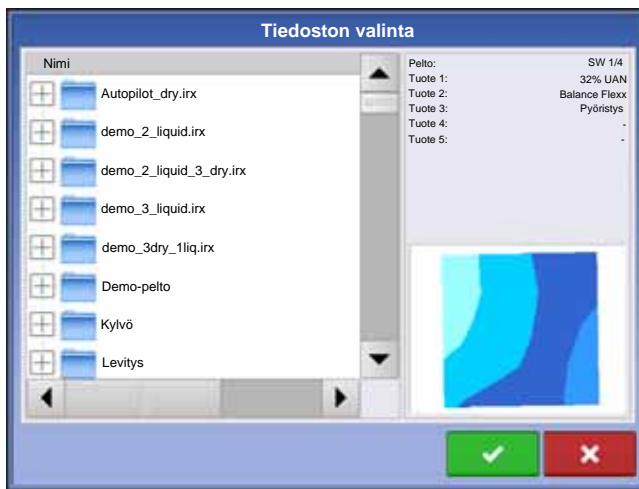 Tiedoston valinta
Nimi
Autopilot_dry.irx
demo_2_liquid.irx
demo_2_liquid_3_dry.irx
demo_3_liquid.irx
demo_3dry_1liq.irx
Demo-pelto
Kylvö
Levitys
Pelto: SW 1/4
Tuote 1: 32% UAN
Tuote 2: Balance Flexx
Tuote 3: Pyöristys
Tuote 4: -
Tuote 5: -